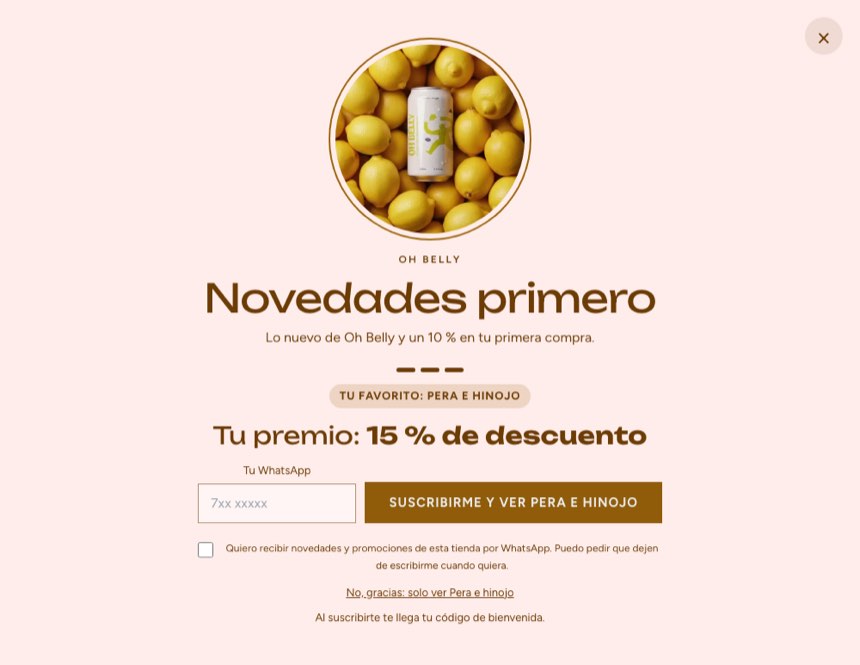 OH BELLY
OH BELLY
Novedades primero
Lo nuevo de Oh Belly y un 10 % en tu primera compra.
TU FAVORITO: PERA E HINOJO
Tu premio: 15 % de descuento
Tu WhatsApp
7xx xxxxx
SUSCRIBIRME Y VER PERA E HINOJO
Quiero recibir novedades y promociones de esta tienda por WhatsApp. Puedo pedir que dejen
de escribirme cuando quiera.
No, gracias: solo ver Pera e hinojo
Al suscribirte te llega tu código de bienvenida.